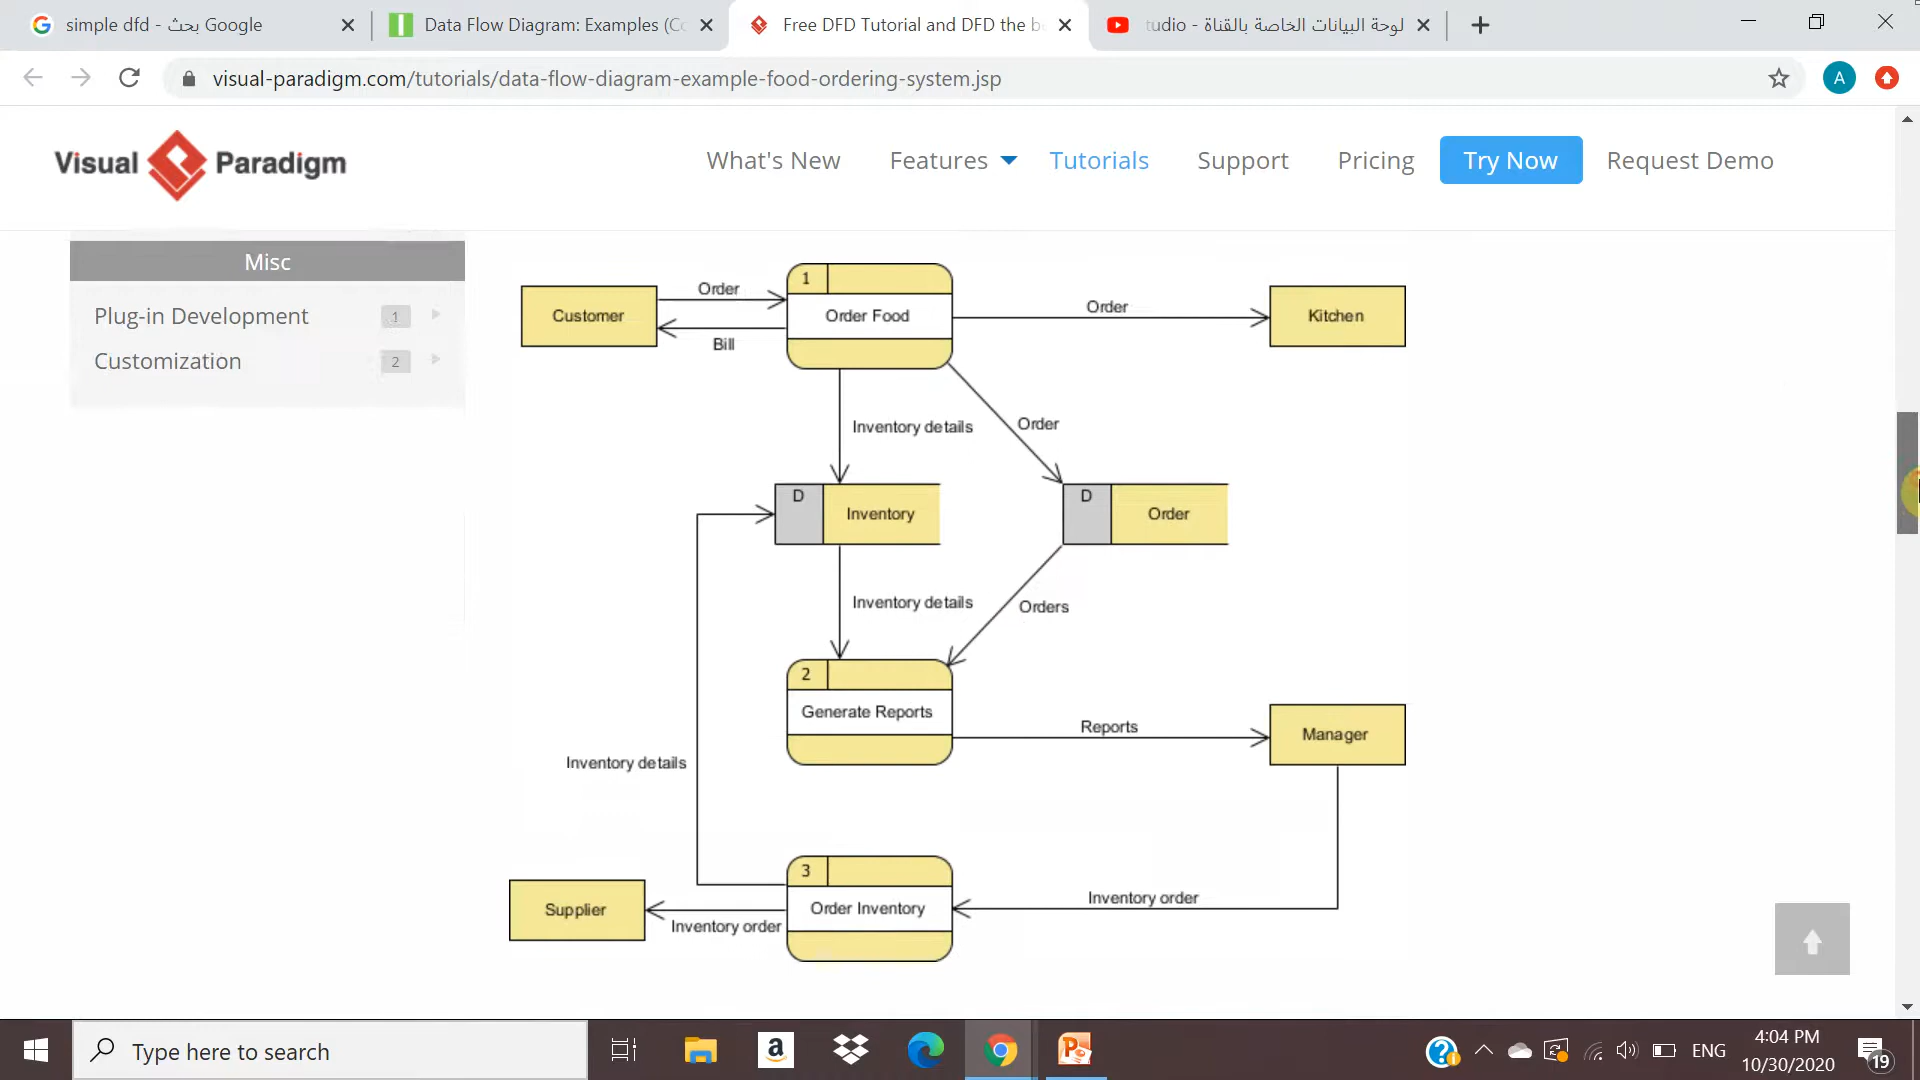 simple dfd - بحث Google
Data Flow Diagram: Examples (Co
Free DFD Tutorial and DFD the be
لوحة البيانات الخاصة بالقناة - tudio
visual-paradigm.com/tutorials/data-flow-diagram-example-food-ordering-system.jsp
A
Visual Paradigm
What's New
Features
Tutorials
Support
Pricing
Try Now
Request Demo
Misc
Plug-in Development 1
Customization 2
1
Order Food
Customer
Order
Bill
Order
Kitchen
Inventory details
Order
D
Inventory
D
Order
Inventory details
Orders
2
Generate Reports
Reports
Manager
Inventory details
3
Order Inventory
Supplier
Inventory order
Inventory order
Type here to search
a
ENG
4:04 PM
10/30/2020
19